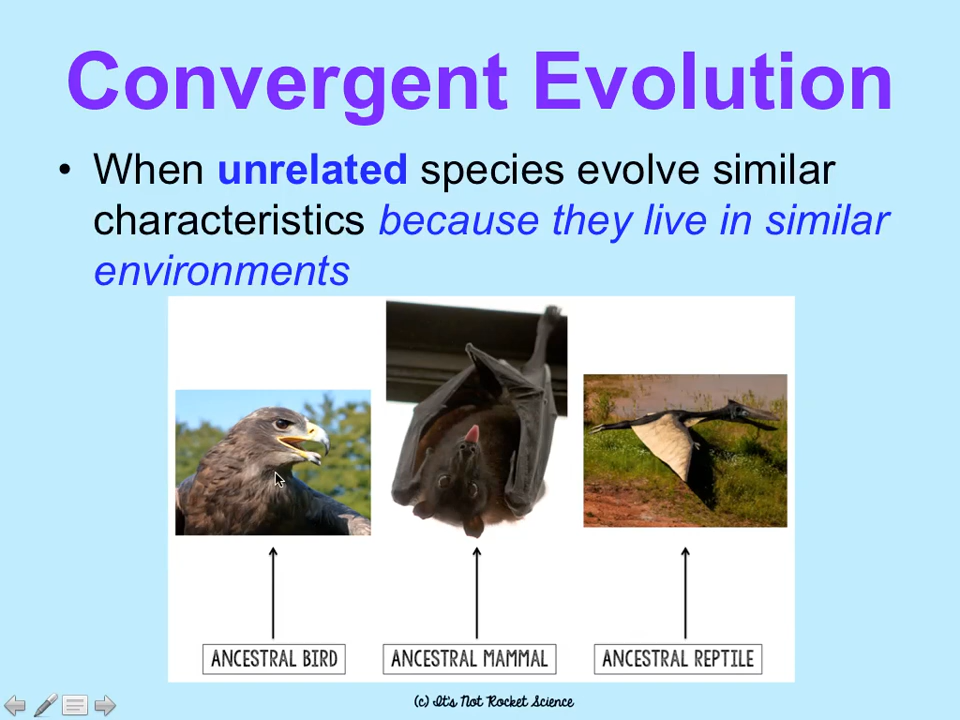 Convergent Evolution
• When unrelated species evolve similar
characteristics because they live in similar
environments
ANCESTRAL BIRD
ANCESTRAL MAMMAL
ANCESTRAL REPTILE
(c) It's Not Rocket Science